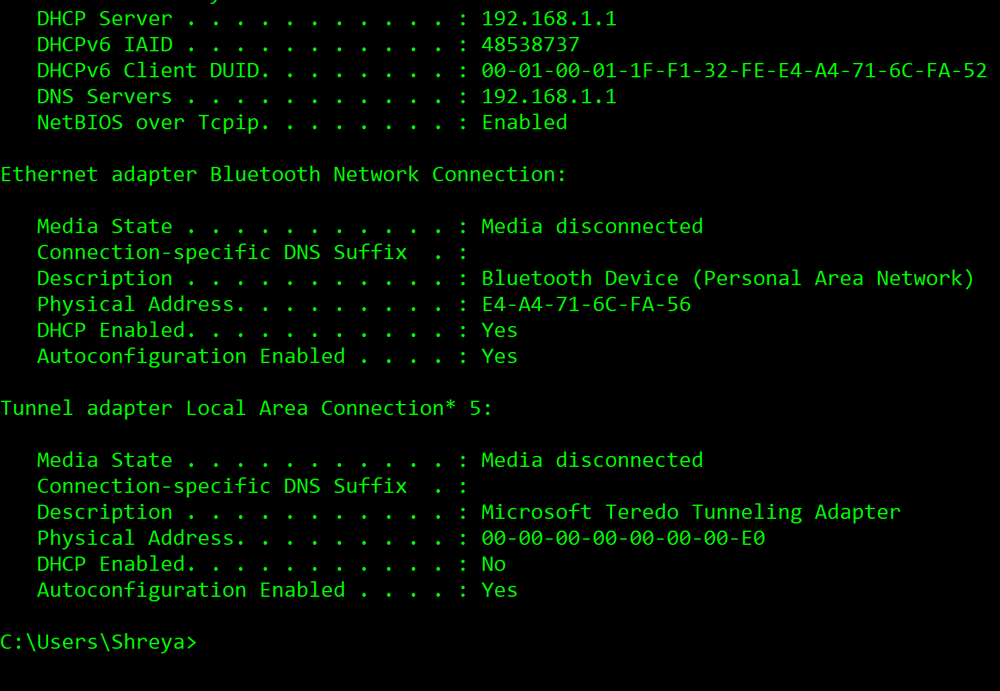 DHCP Server . . . . . . . . . . . : 192.168.1.1
DHCPv6 IAID . . . . . . . . . . . : 48538737
DHCPv6 Client DUID. . . . . . . . : 00-01-00-01-1F-F1-32-FE-E4-A4-71-6C-FA-52
DNS Servers . . . . . . . . . . . : 192.168.1.1
NetBIOS over Tcpip. . . . . . . . : Enabled
Ethernet adapter Bluetooth Network Connection:
Media State . . . . . . . . . . . : Media disconnected
Connection-specific DNS Suffix  . :
Description . . . . . . . . . . . : Bluetooth Device (Personal Area Network)
Physical Address. . . . . . . . . : E4-A4-71-6C-FA-56
DHCP Enabled. . . . . . . . . . . : Yes
Autoconfiguration Enabled . . . . : Yes
Tunnel adapter Local Area Connection* 5:
Media State . . . . . . . . . . . : Media disconnected
Connection-specific DNS Suffix  . :
Description . . . . . . . . . . . : Microsoft Teredo Tunneling Adapter
Physical Address. . . . . . . . . : 00-00-00-00-00-00-00-E0
DHCP Enabled. . . . . . . . . . . : No
Autoconfiguration Enabled . . . . : Yes
C:\Users\Shreya>